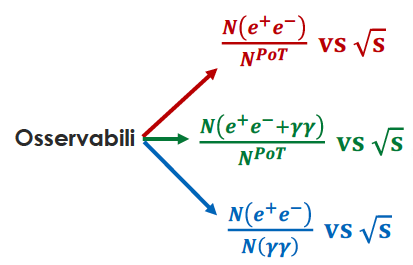 N(e⁺e⁻)/N^PoT vs √s
Osservabili
N(e⁺e⁻+γγ)/N^PoT vs √s
N(e⁺e⁻)/N(γγ) vs √s